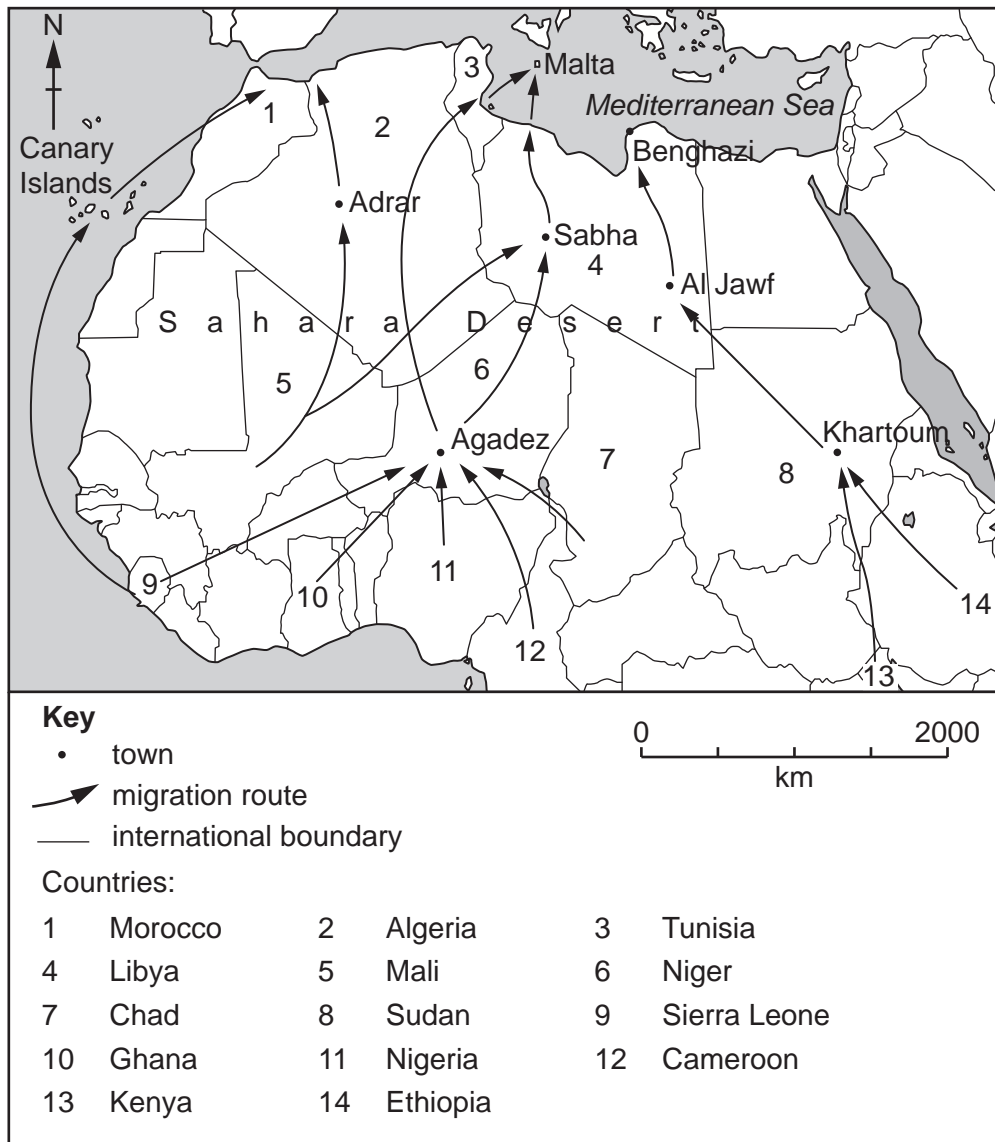 N
Malta
3
Mediterranean Sea
1
2
Canary
Islands
Benghazi
Adrar
Sabha
4
Al Jawf
Sahara Desert
6
5
Agadez
Khartoum
7
8
9
11
10
14
12
13
Key
town
migration route
international boundary
0 2000
km
Countries:
1 Morocco 2 Algeria 3 Tunisia
4 Libya 5 Mali 6 Niger
7 Chad 8 Sudan 9 Sierra Leone
10 Ghana 11 Nigeria 12 Cameroon
13 Kenya 14 Ethiopia